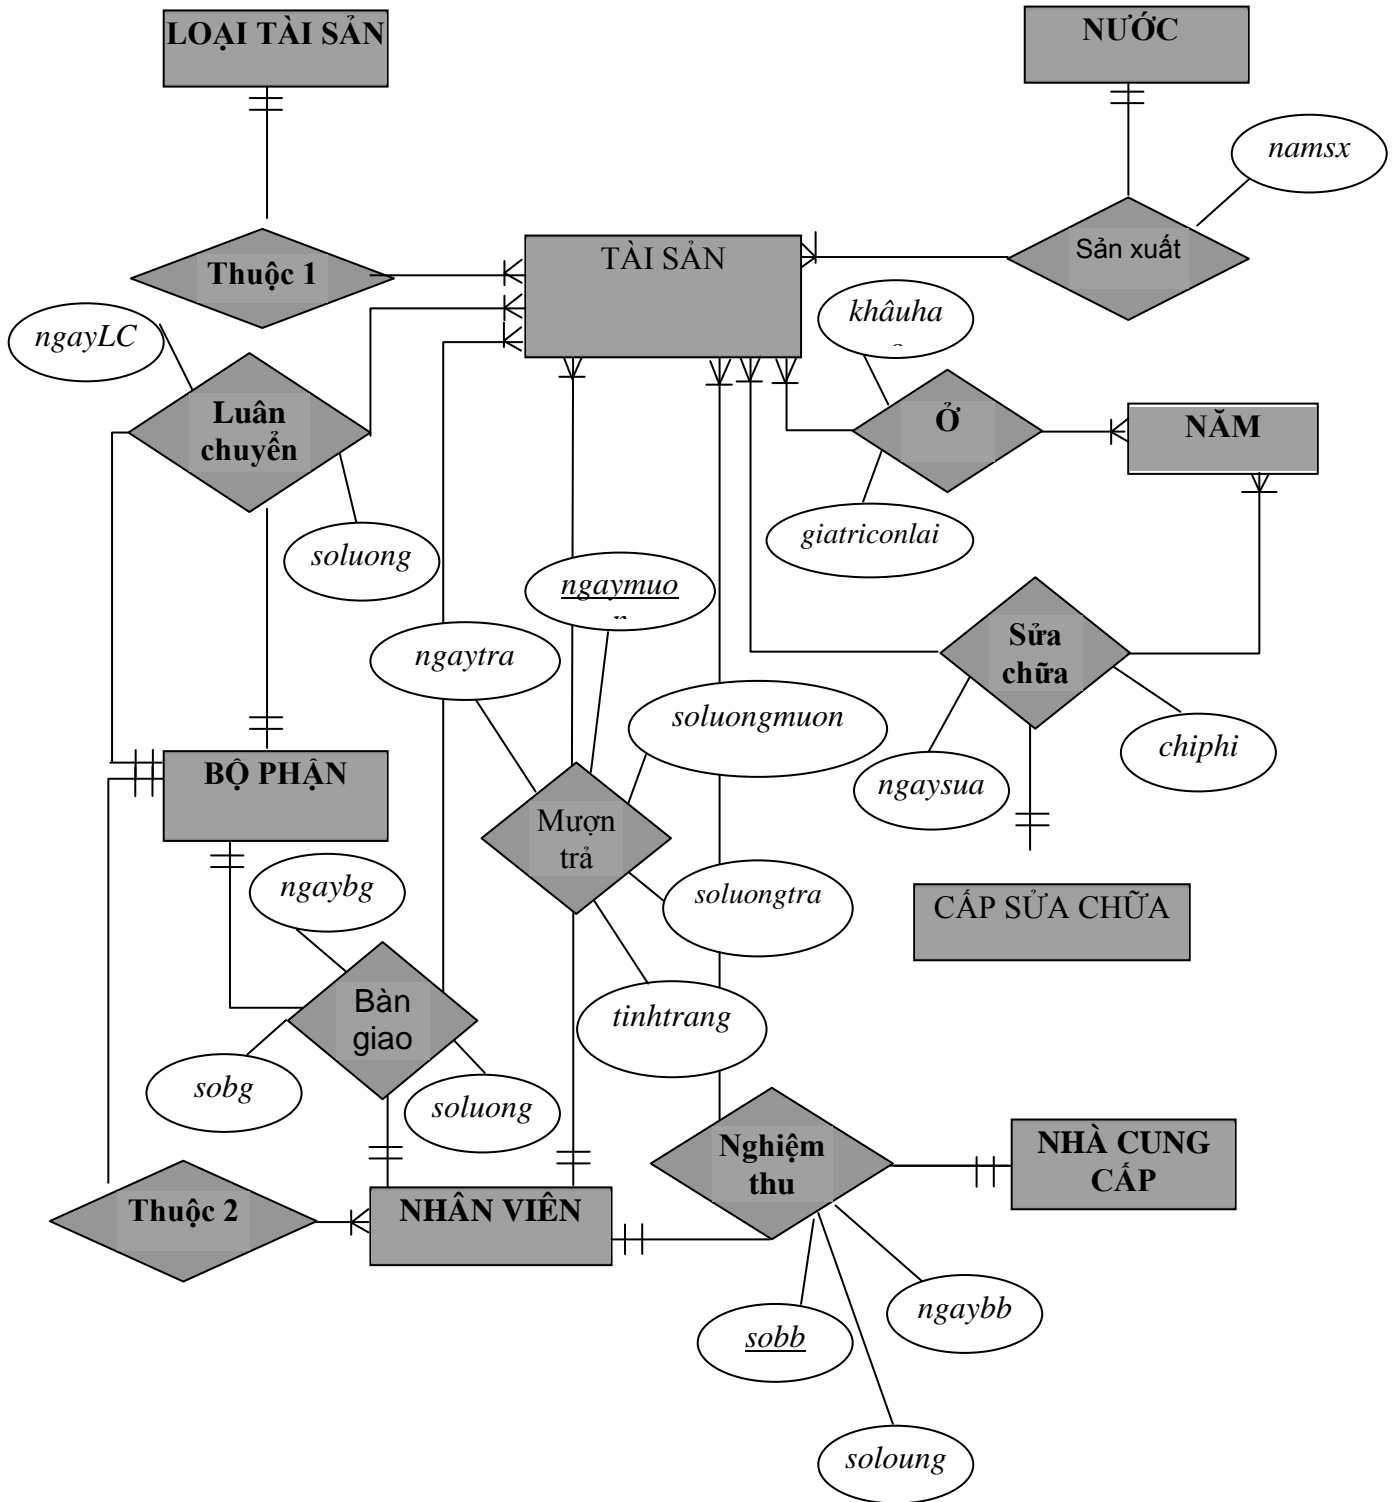 LOẠI TÀI SẢN
NƯỚC
namsx
Thuộc 1
TÀI SẢN
Sản xuất
ngayLC
khâuha
Luân
chuyển
Ở
NĂM
soluong
giatriconlai
ngaymuo
ngaytra
Sửa
chữa
soluongmuon
chiphi
BỘ PHẬN
ngaysua
Mượn
trả
ngaybg
soluongtra
CẤP SỬA CHỮA
Bàn
giao
tinhtrang
sobg
soluong
Nghiệm
thu
NHÀ CUNG
CẤP
Thuộc 2
NHÂN VIÊN
ngaybb
sobb
soloung